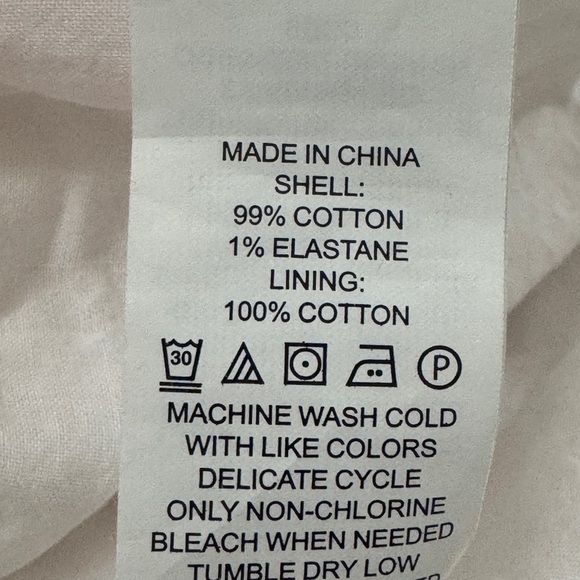 MADE IN CHINA
SHELL:
99% COTTON
1% ELASTANE
LINING:
100% COTTON
30 P
MACHINE WASH COLD
WITH LIKE COLORS
DELICATE CYCLE
ONLY NON-CHLORINE
BLEACH WHEN NEEDED
TUMBLE DRY LOW